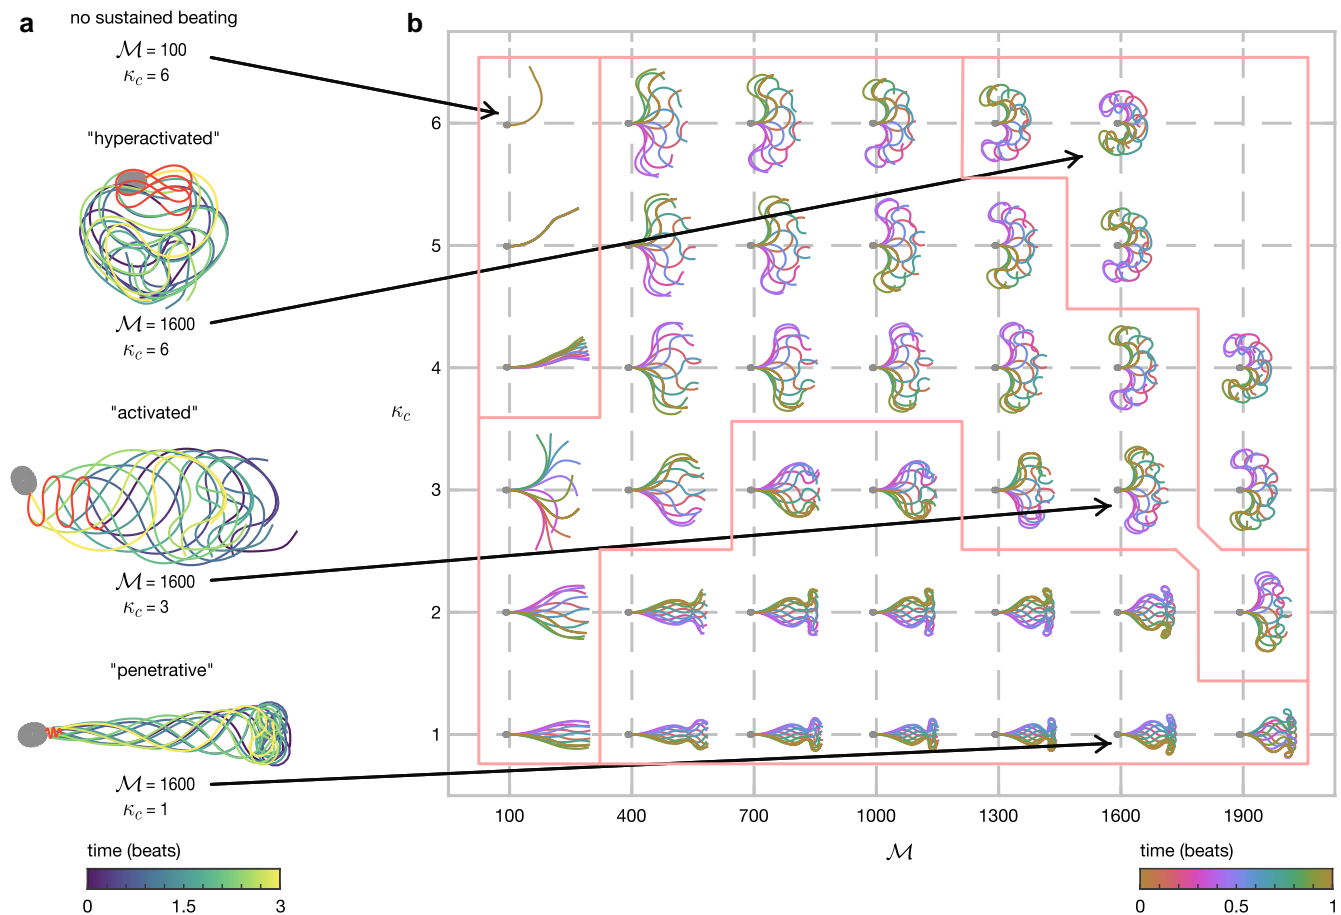 a
no sustained beating
ℳ = 100
κc = 6
"hyperactivated"
ℳ = 1600
κc = 6
"activated"
ℳ = 1600
κc = 3
"penetrative"
ℳ = 1600
κc = 1
time (beats)
0 1.5 3
b
6
5
4
κc
3
2
1
100 400 700 1000 1300 1600 1900
ℳ
time (beats)
0 0.5 1